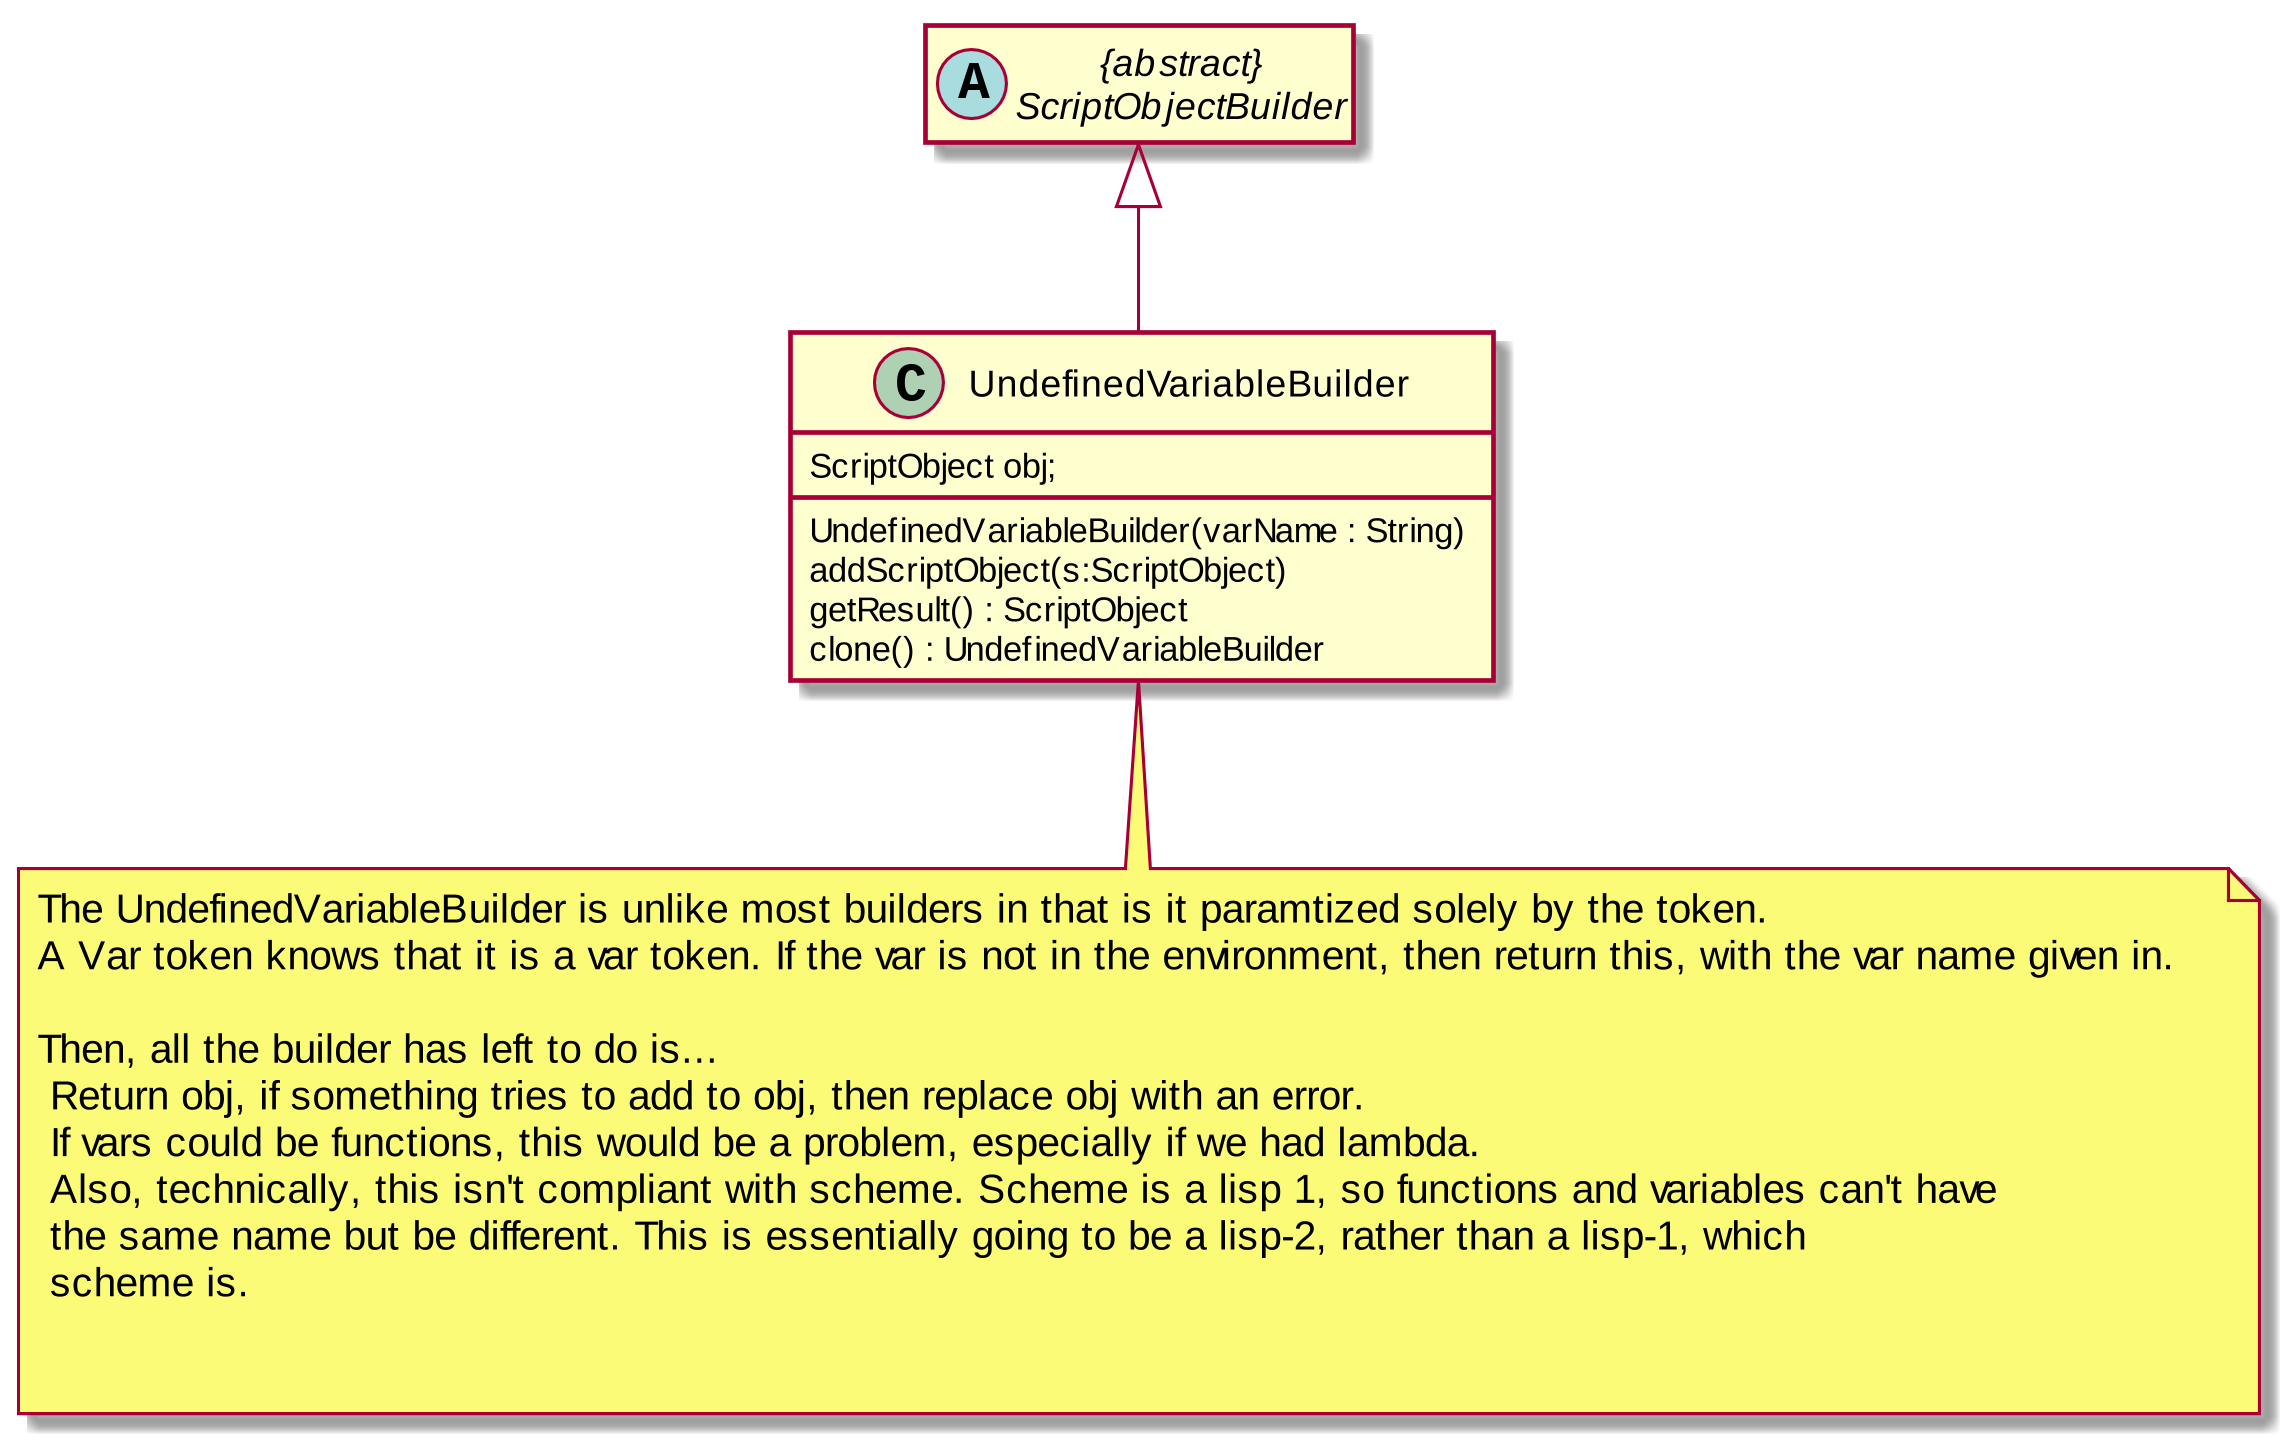 A
{abstract}
ScriptObjectBuilder
C UndefinedVariableBuilder
ScriptObject obj;
UndefinedVariableBuilder(varName : String)
addScriptObject(s:ScriptObject)
getResult() : ScriptObject
clone() : UndefinedVariableBuilder
The UndefinedVariableBuilder is unlike most builders in that is it paramtized solely by the token.
A Var token knows that it is a var token. If the var is not in the environment, then return this, with the var name given in.
Then, all the builder has left to do is...
Return obj, if something tries to add to obj, then replace obj with an error.
If vars could be functions, this would be a problem, especially if we had lambda.
Also, technically, this isn't compliant with scheme. Scheme is a lisp 1, so functions and variables can't have
the same name but be different. This is essentially going to be a lisp-2, rather than a lisp-1, which
scheme is.